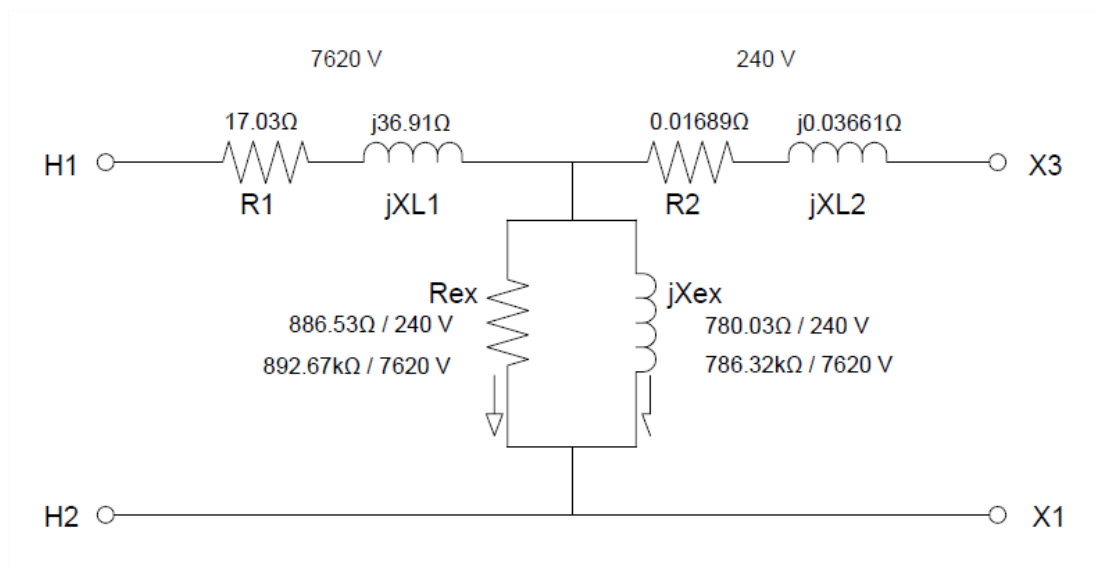 7620 V
240 V
17.03Ω
j36.91Ω
0.01689Ω
j0.03661Ω
H1
X3
R1
jXL1
R2
jXL2
Rex
jXex
886.53Ω / 240 V
780.03Ω / 240 V
892.67kΩ / 7620 V
786.32kΩ / 7620 V
H2
X1